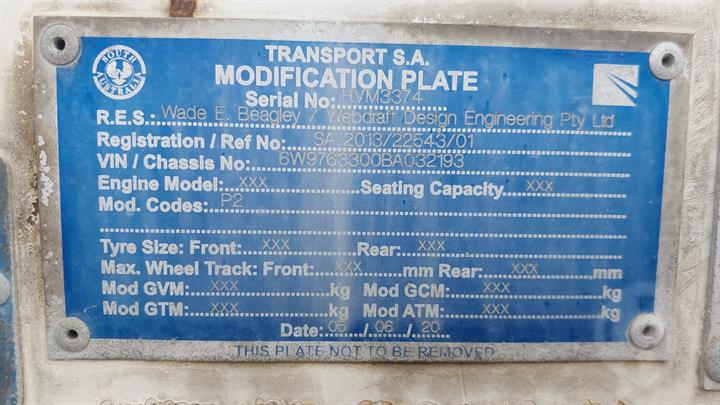 SOUTH AUSTRALIA
TRANSPORT S.A.
MODIFICATION PLATE
Serial No: HVM3374
R.E.S.: Wade E. Beagley / Webdraft Design Engineering Pty Ltd
Registration / Ref No: SA 2013/22543/01
VIN / Chassis No: 6W9763300BA032193
Engine Model: XXX Seating Capacity: XXX
Mod. Codes: P2
Tyre Size: Front: XXX Rear: XXX
Max. Wheel Track: Front: XXX mm Rear: XXX mm
Mod GVM: XXX kg Mod GCM: XXX kg
Mod GTM: XXX kg Mod ATM: XXX kg
Date: 05 / 06 / 20
THIS PLATE NOT TO BE REMOVED